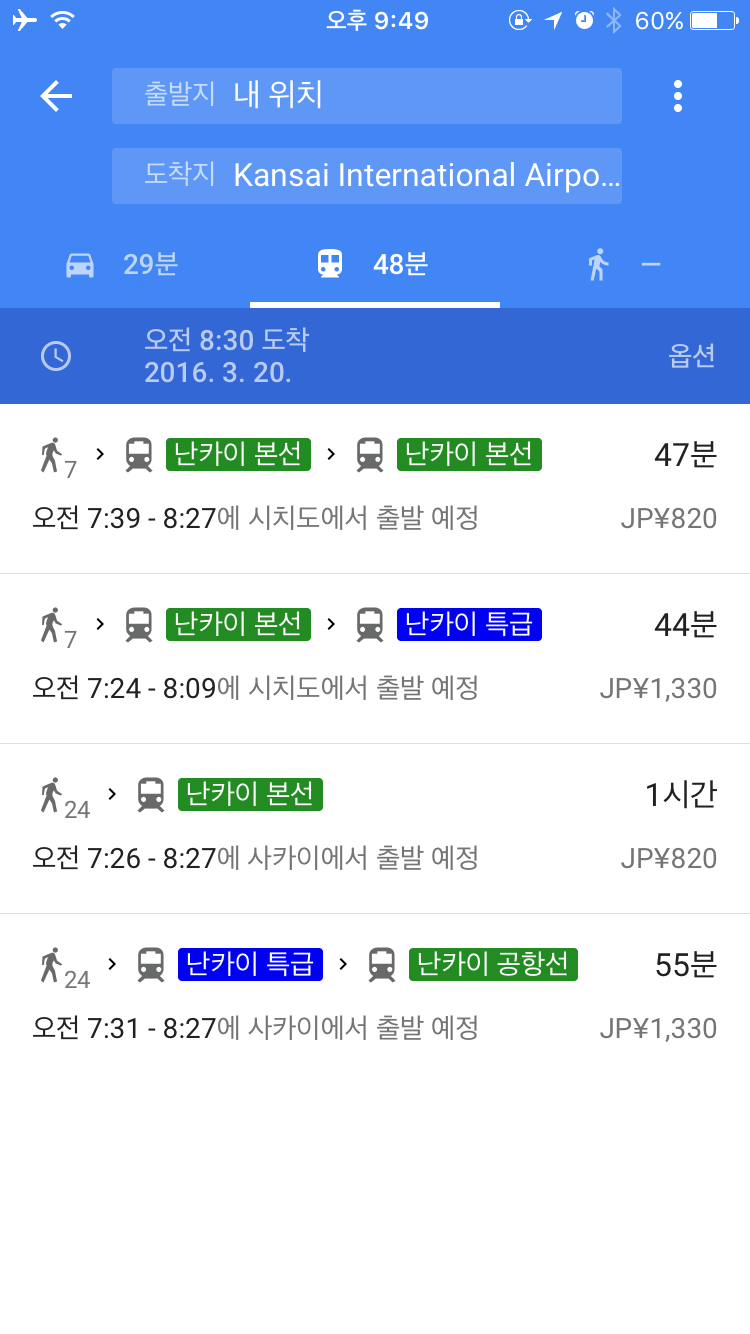 오후 9:49 60%
출발지 내 위치
도착지 Kansai International Airpo...
29분 48분 —
오전 8:30 도착
2016. 3. 20.
옵션
7 난카이 본선 난카이 본선 47분
오전 7:39 - 8:27에 시치도에서 출발 예정 JP¥820
7 난카이 본선 난카이 특급 44분
오전 7:24 - 8:09에 시치도에서 출발 예정 JP¥1,330
24 난카이 본선 1시간
오전 7:26 - 8:27에 사카이에서 출발 예정 JP¥820
24 난카이 특급 난카이 공항선 55분
오전 7:31 - 8:27에 사카이에서 출발 예정 JP¥1,330